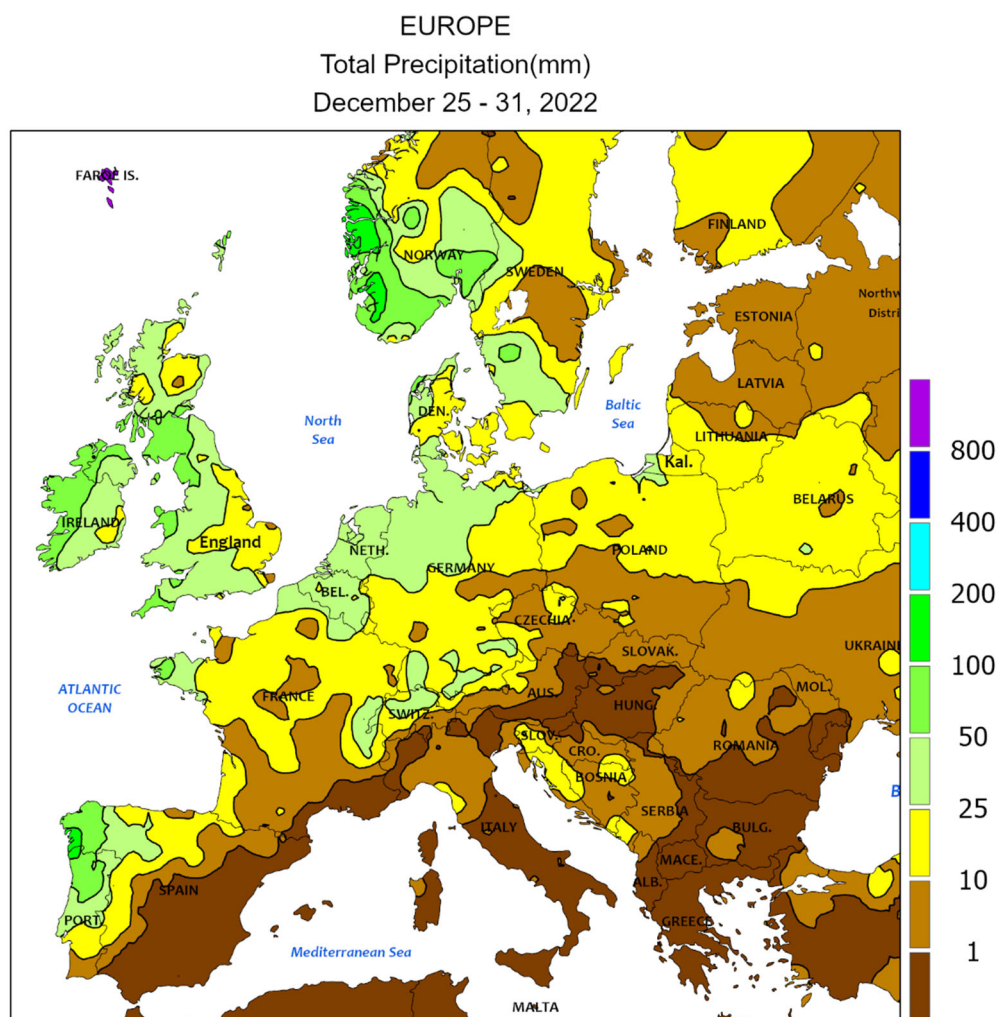 EUROPE
Total Precipitation(mm)
December 25 - 31, 2022
FAROE IS.
FINLAND
NORWAY
SWEDEN
Northw
Distri
ESTONIA
LATVIA
DEN.
North
Sea
Baltic
Sea
LITHUANIA
Kal.
BELARUS
IRELAND
England
NETH.
POLAND
GERMANY
BEL.
CZECHIA
UKRAINI
SLOVAK.
ATLANTIC
OCEAN
FRANCE
AUS.
MOL.
SWITZ.
HUNG.
SLOV.
CRO.
ROMANIA
BOSNIA
B
SERBIA
ITALY
BULG.
MACE.
SPAIN
ALB.
PORT.
GREECE
Mediterranean Sea
MALTA
800
400
200
100
50
25
10
1